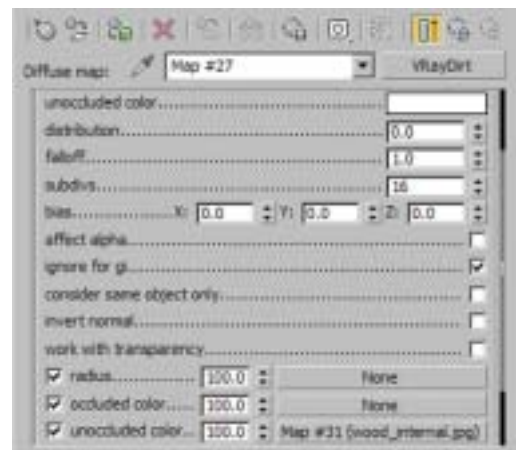 Diffuse map: Map #27 VRayDirt
unoccluded color
distribution 0.0
falloff 1.0
subdivs 16
bias X: 0.0 Y: 0.0 Z: 0.0
affect alpha
ignore for gi
consider same object only
invert normal
work with transparency
radius 100.0 None
occluded color 100.0 None
unoccluded color 100.0 Map #31 (wood_internal.jpg)